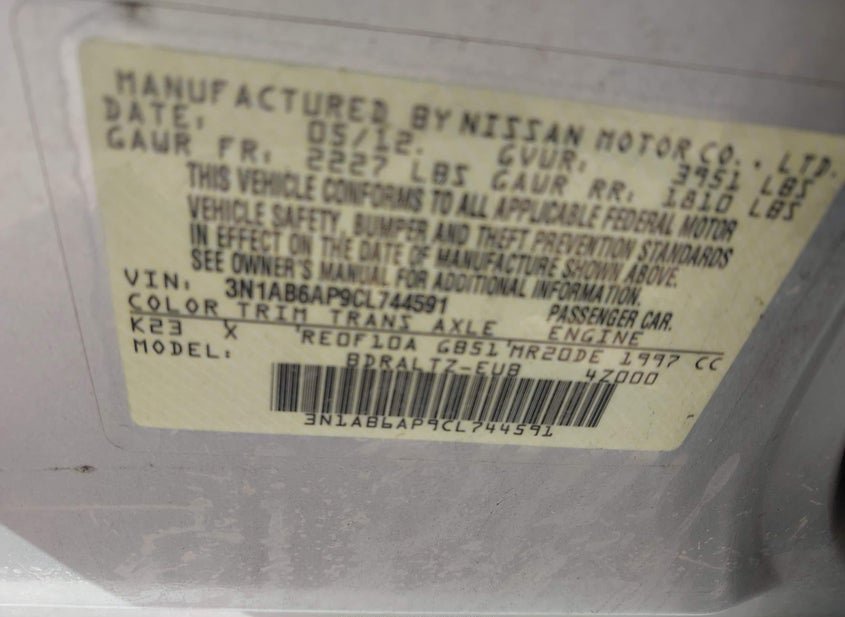 MANUFACTURED BY NISSAN MOTOR CO., LTD.
DATE: 05/12. GVWR: 3951 LBS
GAWR FR: 2227 LBS GAWR RR: 1810 LBS
THIS VEHICLE CONFORMS TO ALL APPLICABLE FEDERAL MOTOR
VEHICLE SAFETY, BUMPER AND THEFT PREVENTION STANDARDS
IN EFFECT ON THE DATE OF MANUFACTURE SHOWN ABOVE.
SEE OWNER'S MANUAL FOR ADDITIONAL INFORMATION.
VIN: 3N1AB6AP9CL744591 PASSENGER CAR.
COLOR TRIM TRANS AXLE ENGINE
K23 X RE0F10A GB51 MR20DE 1997 CC
MODEL: BDRALTZ-EUB 4Z000
3N1AB6AP9CL744591